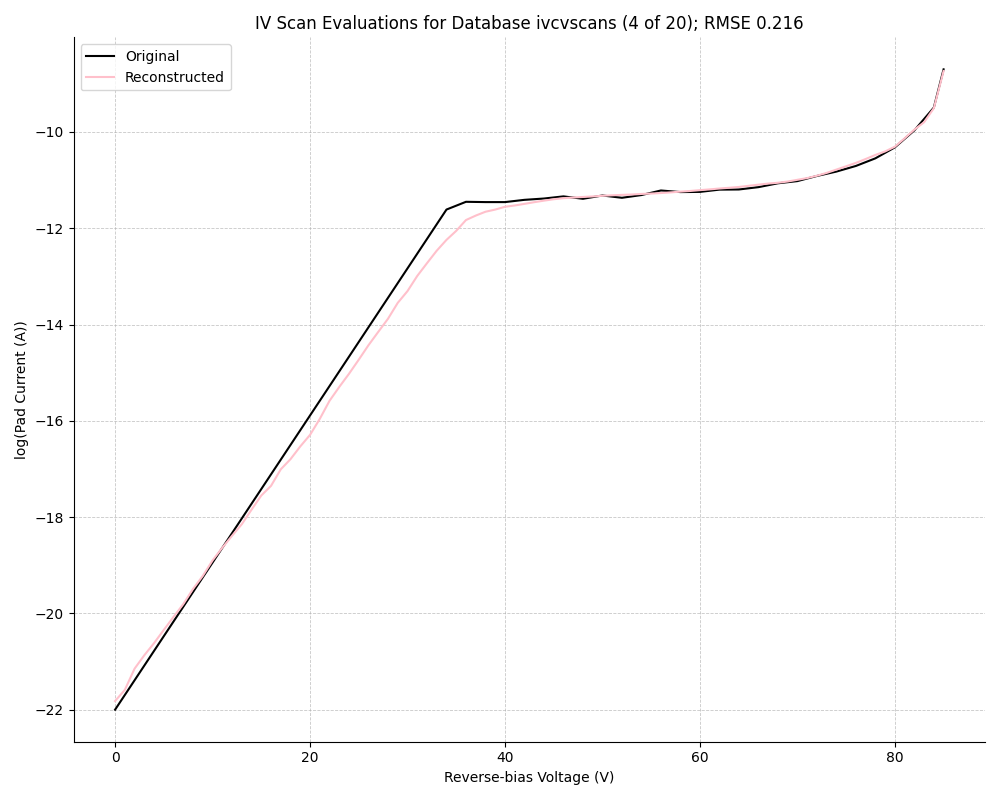 IV Scan Evaluations for Database ivcvscans (4 of 20); RMSE 0.216
Original
Reconstructed
−10
−12
−14
−16
−18
−20
−22
log(Pad Current (A))
0 20 40 60 80
Reverse-bias Voltage (V)